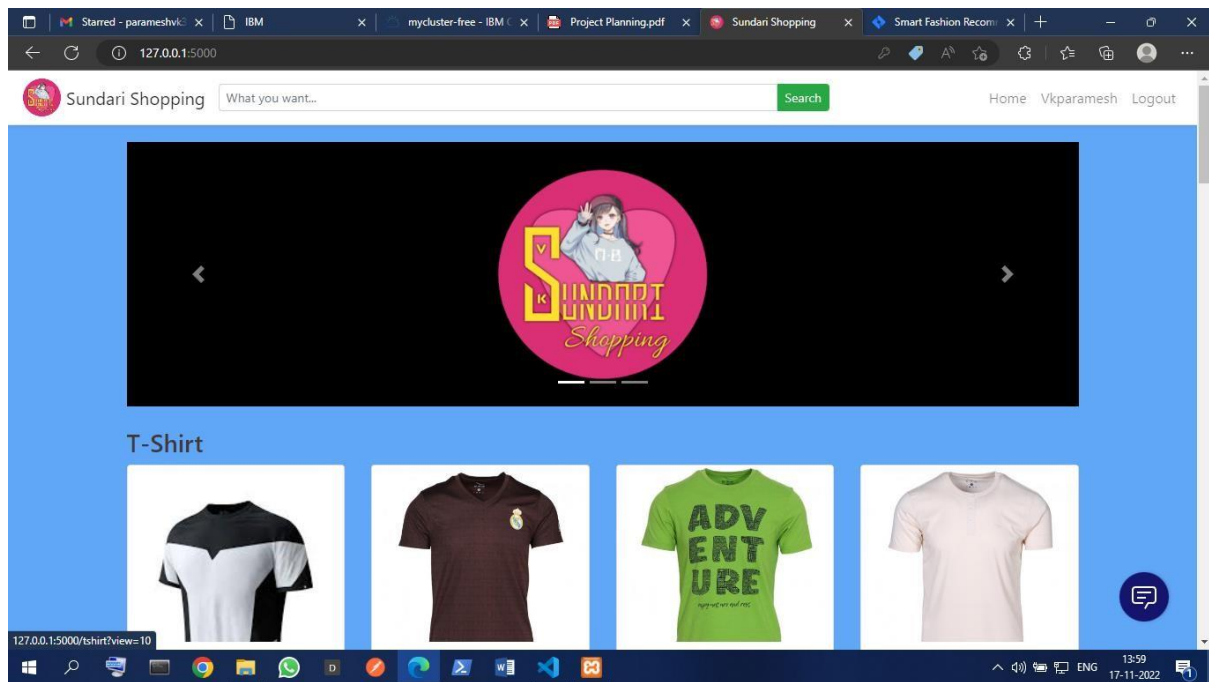 Starred - parameshvk3
IBM
mycluster-free - IBM C
Project Planning.pdf
Sundari Shopping
Smart Fashion Recom
127.0.0.1:5000
Sundari Shopping
What you want...
Search
Home
Vkparamesh
Logout
V
K
SUNDARI
Shopping
T-Shirt
ADV
ENT
URE
127.0.0.1:5000/tshirt?view=10
ENG
13:59
17-11-2022